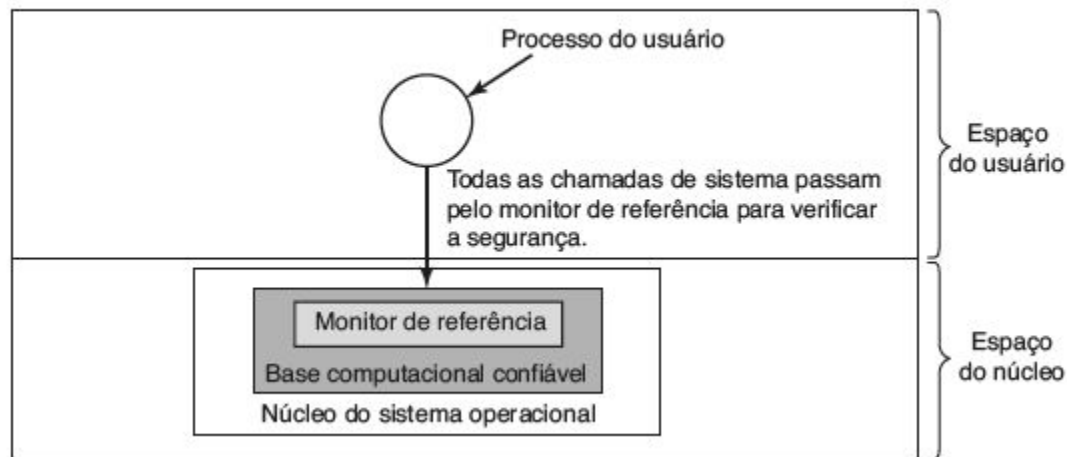 Processo do usuário
Espaço
do usuário
Todas as chamadas de sistema passam
pelo monitor de referência para verificar
a segurança.
Monitor de referência
Base computacional confiável
Núcleo do sistema operacional
Espaço
do núcleo